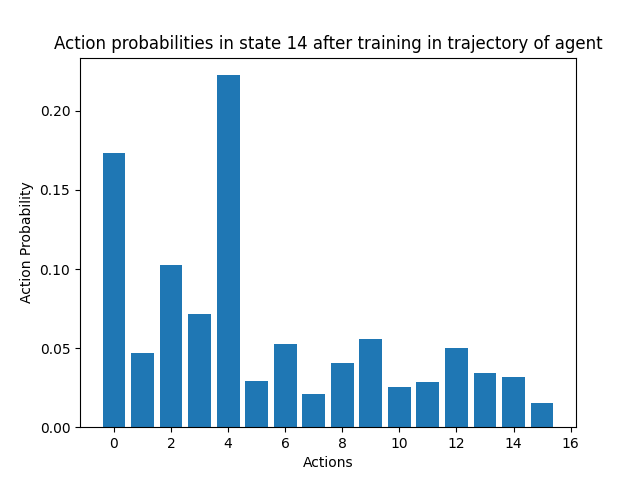 Action probabilities in state 14 after training in trajectory of agent
0.20
0.15
0.10
0.05
0.00
Action Probability
0 2 4 6 8 10 12 14 16
Actions